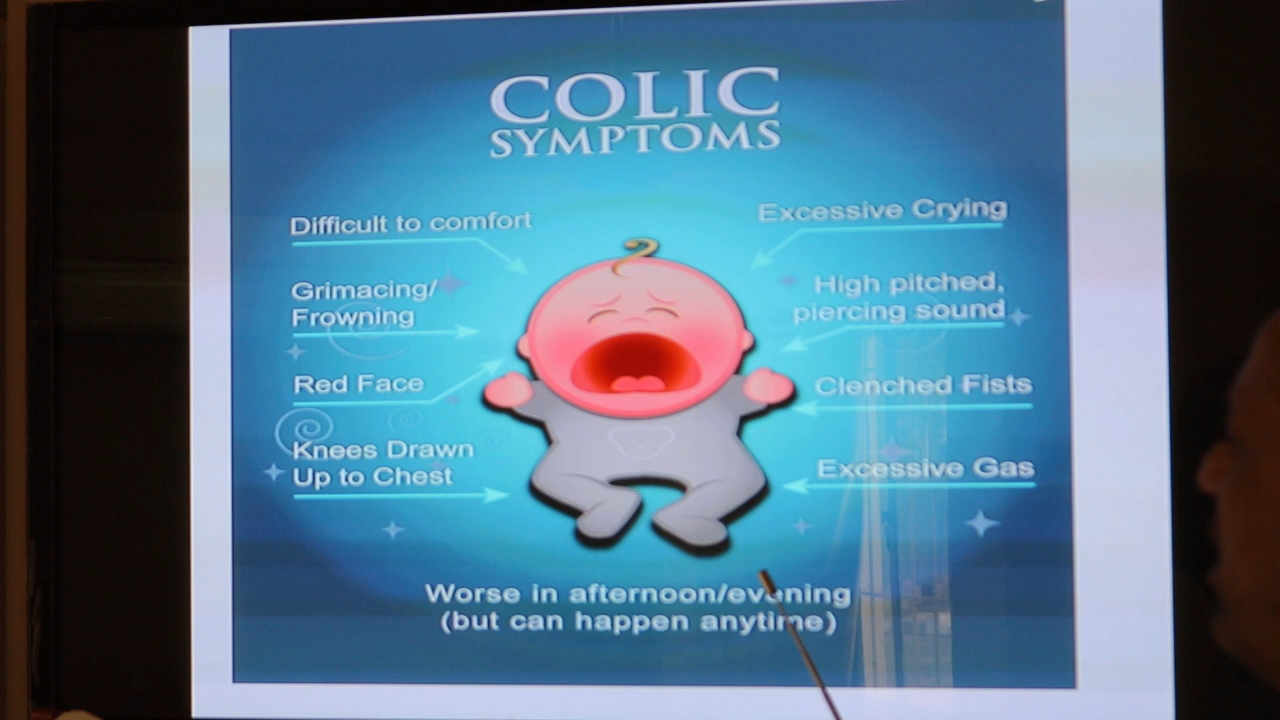 COLIC
SYMPTOMS
Difficult to comfort
Grimacing/
Frowning
Red Face
Knees Drawn
Up to Chest
Excessive Crying
High pitched,
piercing sound
Clenched Fists
Excessive Gas
Worse in afternoon/evening
(but can happen anytime)